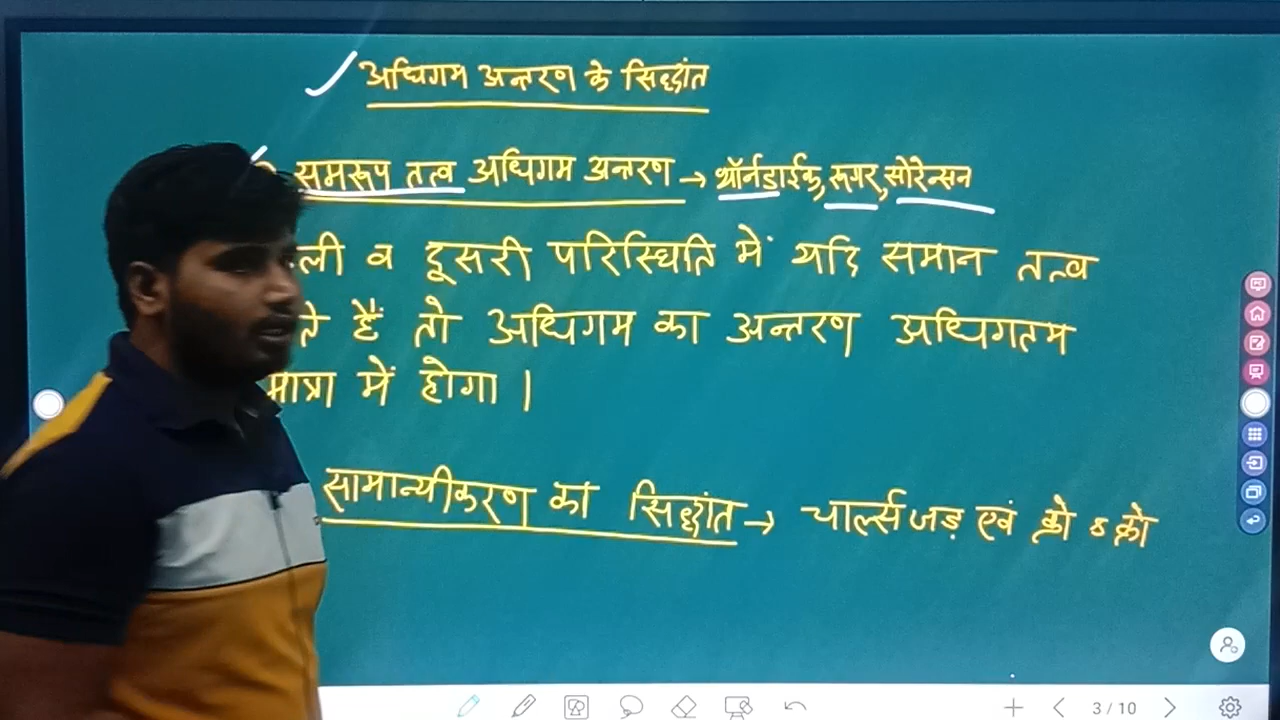 अधिगम अन्तरण के सिद्धांत
समरूप तत्व अधिगम अन्तरण → थॉर्नडाईक, रूगर, सोरेन्सन
ली व दूसरी परिस्थिति में यदि समान तत्व
ते हैं तो अधिगम का अन्तरण अधिगतम
मात्रा में होगा।
सामान्यीकरण का सिद्धांत → चार्ल्सजड़ एवं क्रो & क्रो
3 / 10